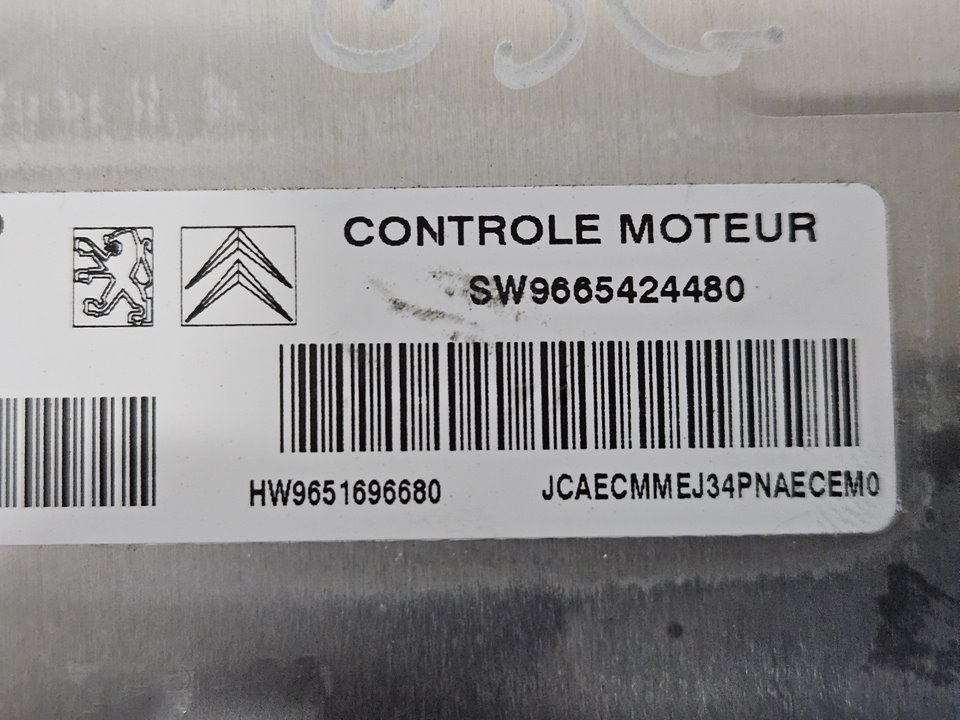 CONTROLE MOTEUR
SW9665424480
HW9651696680 JCAECMMEJ34PNAECEM0